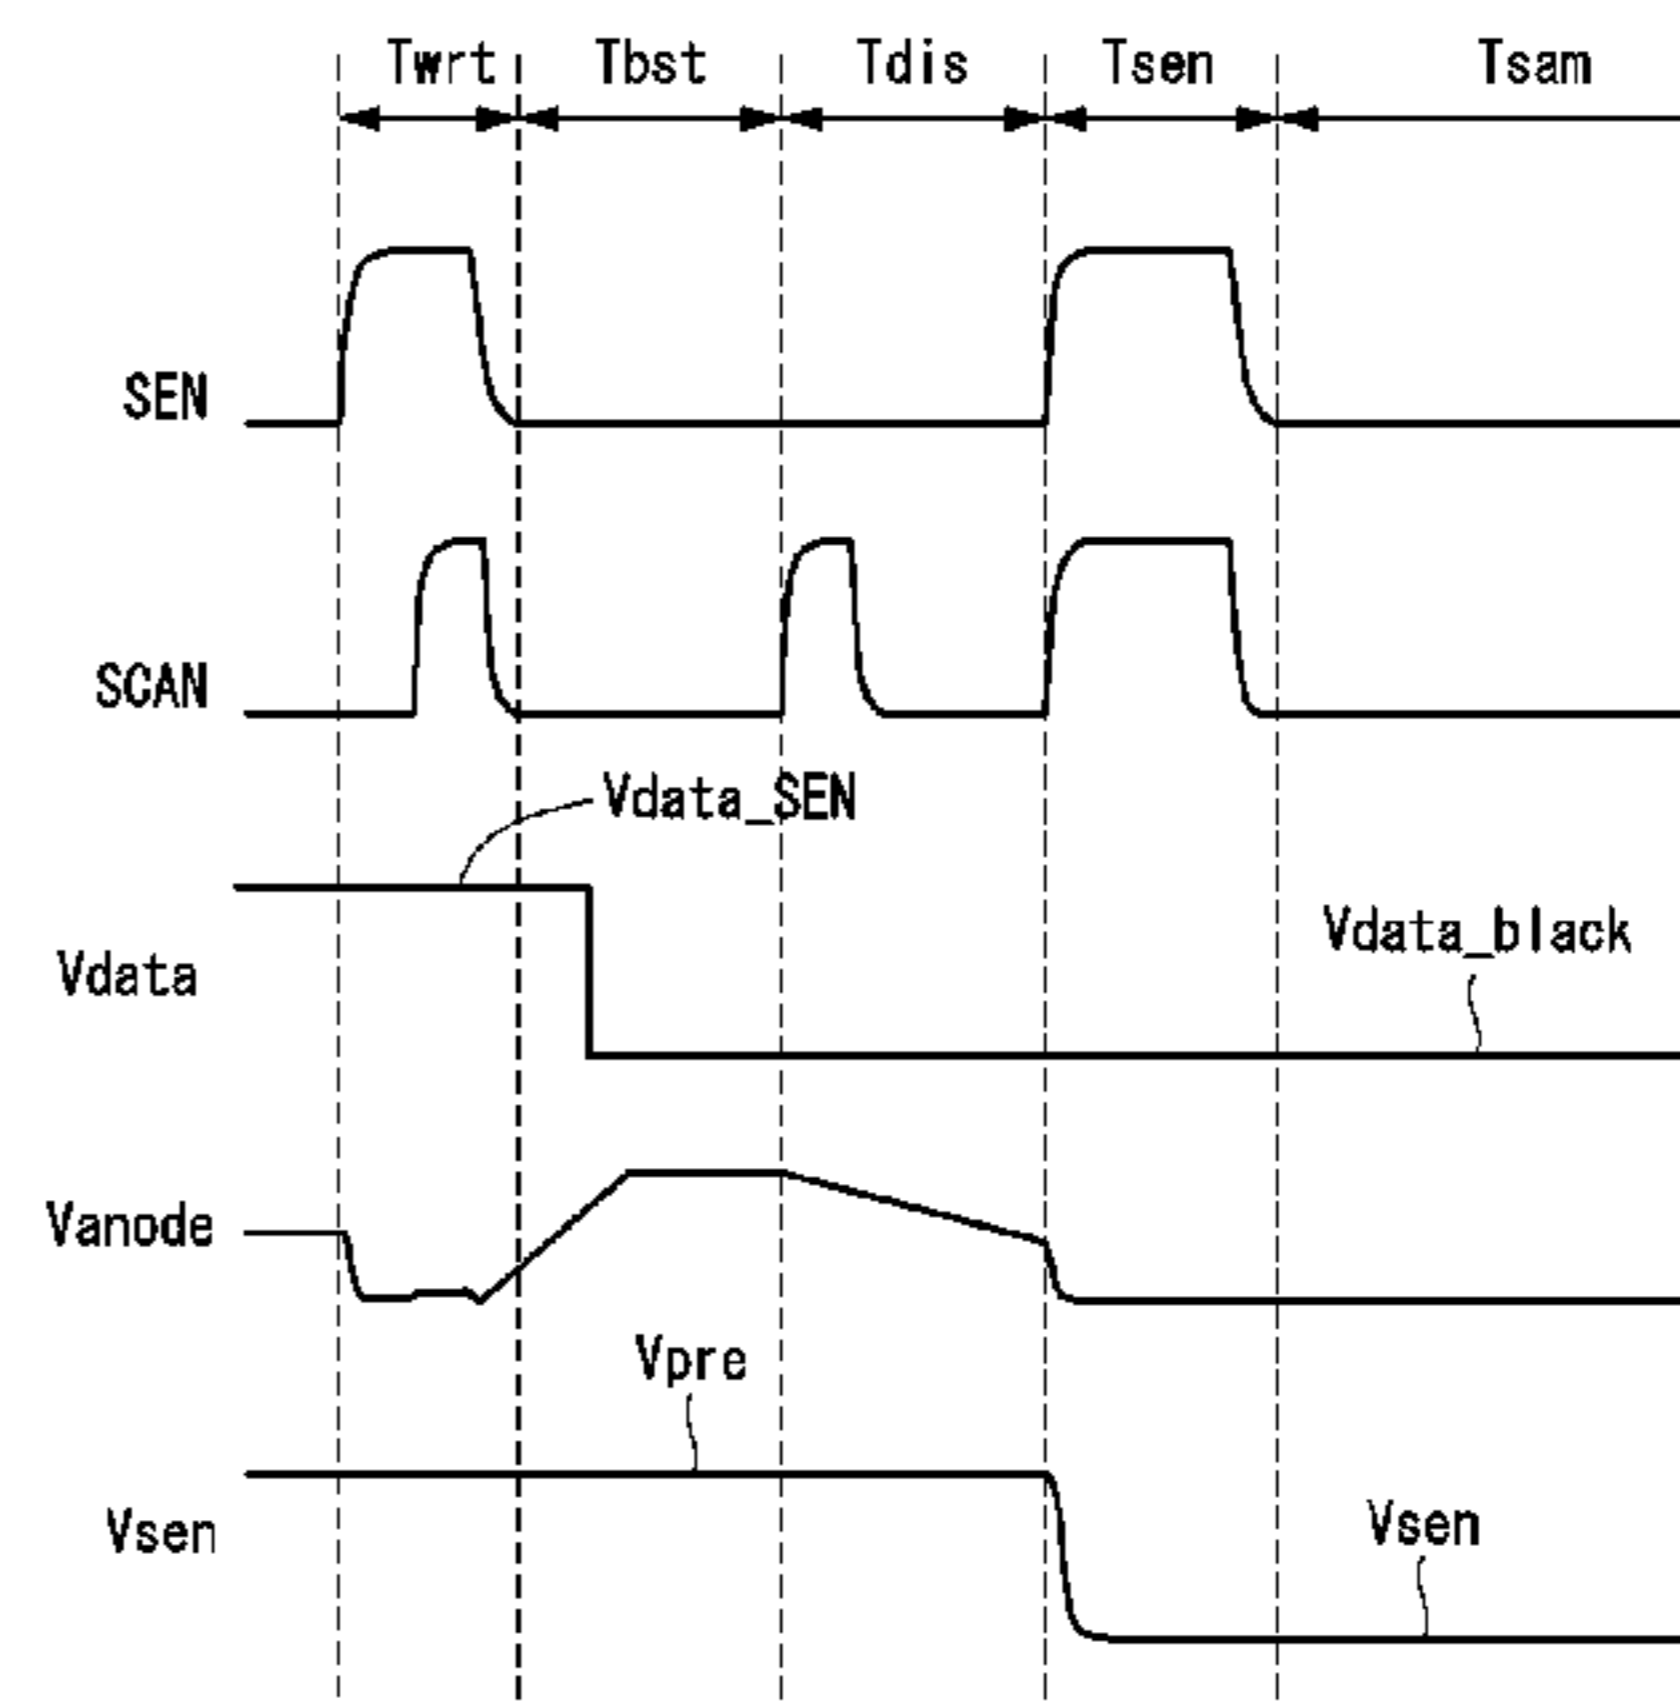 Twrt Tbst Tdis Tsen Tsam
SEN
SCAN
Vdata_SEN
Vdata_black
Vdata
Vanode
Vpre
Vsen
Vsen